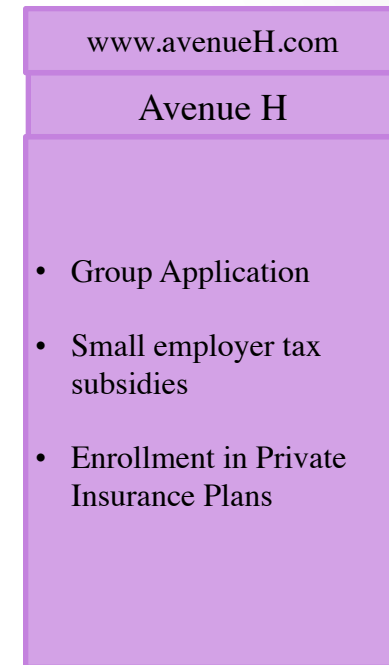 www.avenueH.com
Avenue H
• Group Application
• Small employer tax
subsidies
• Enrollment in Private
Insurance Plans